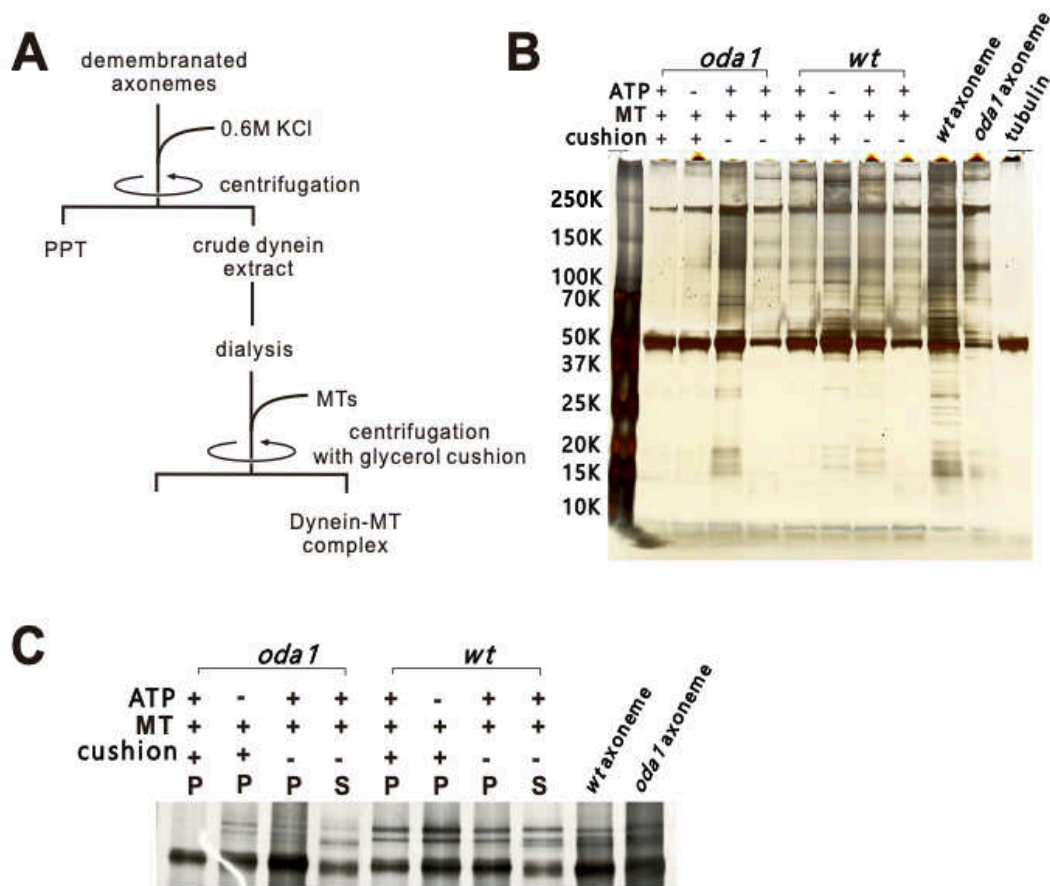 A
demembranated
axonemes
0.6M KCl
centrifugation
PPT
crude dynein
extract
dialysis
MTs
centrifugation
with glycerol cushion
Dynein-MT
complex
B
oda1 wt
ATP + - + + + - + +
MT + + + + + + + +
cushion + + - - + + - -
wt axoneme
oda1 axoneme
tubulin
250K
150K
100K
70K
50K
37K
25K
20K
15K
10K
C
oda1 wt
ATP + - + + + - + +
MT + + + + + + + +
cushion + + - - + + - -
P P P S P P P S
wt axoneme
oda1 axoneme